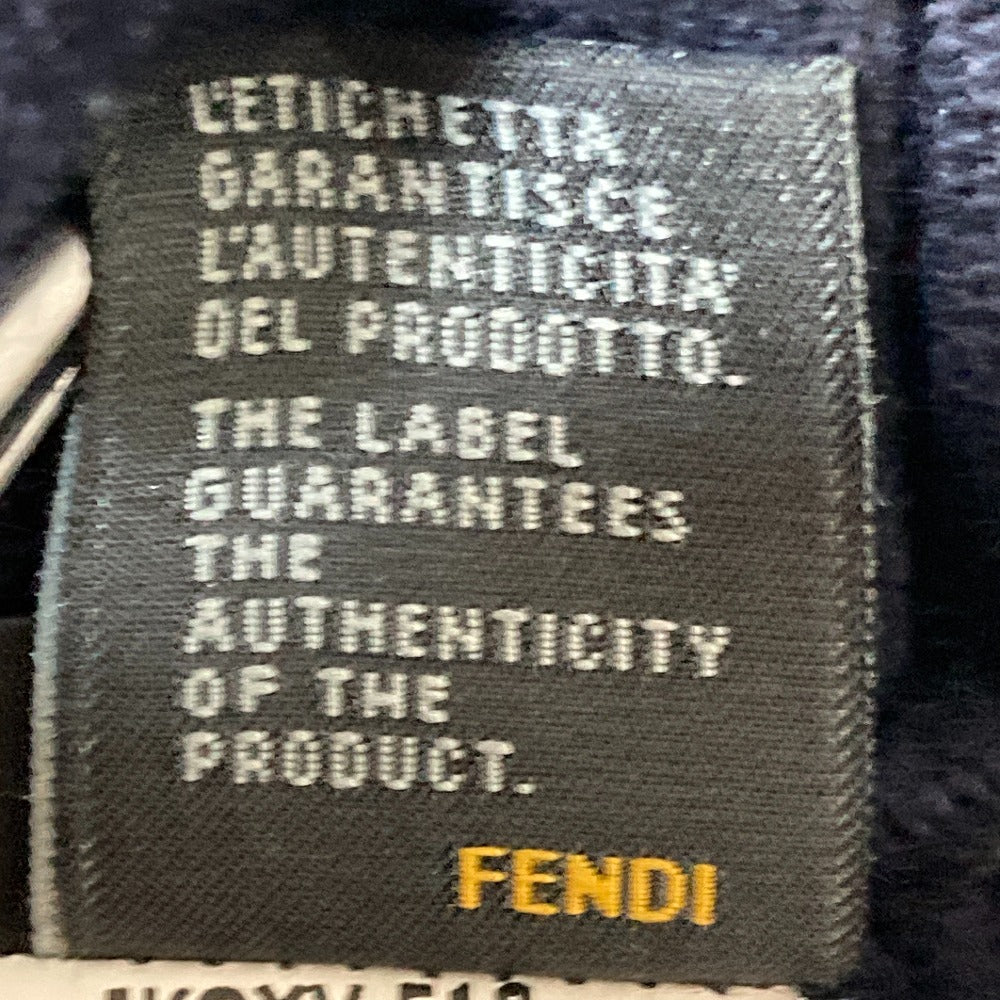 L'ETICHETTA
GARANTISCE
L'AUTENTICITA'
DEL PRODOTTO.
THE LABEL
GUARANTEES
THE
AUTHENTICITY
OF THE
PRODUCT.
FENDI